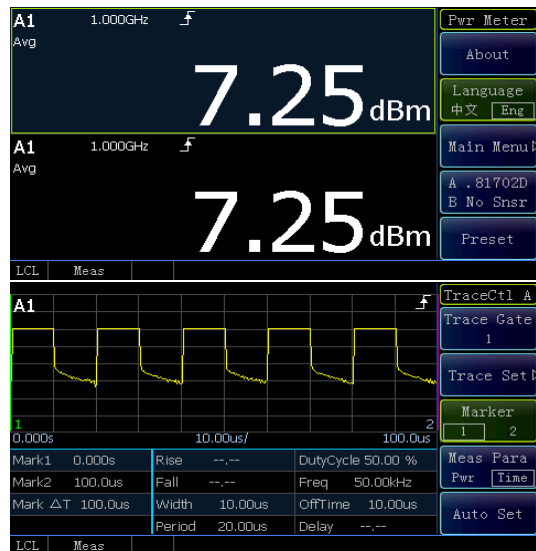 A1 1.000GHz Pwr Meter
Avg
7.25 dBm
About
Language
中文 Eng
A1 1.000GHz
Avg
7.25 dBm
Main Menu
A .81702D
B No Snsr
Preset
LCL Meas
A1
TraceCtl A
Trace Gate
1
Trace Set
Marker
1 2
1 2
0.000s 10.00us/ 100.0us
Mark1 0.000s Rise --.-- DutyCycle 50.00 %
Mark2 100.0us Fall --.-- Freq 50.00kHz
Mark △T 100.0us Width 10.00us OffTime 10.00us
Period 20.00us Delay --.--
Meas Para
Pwr Time
Auto Set
LCL Meas